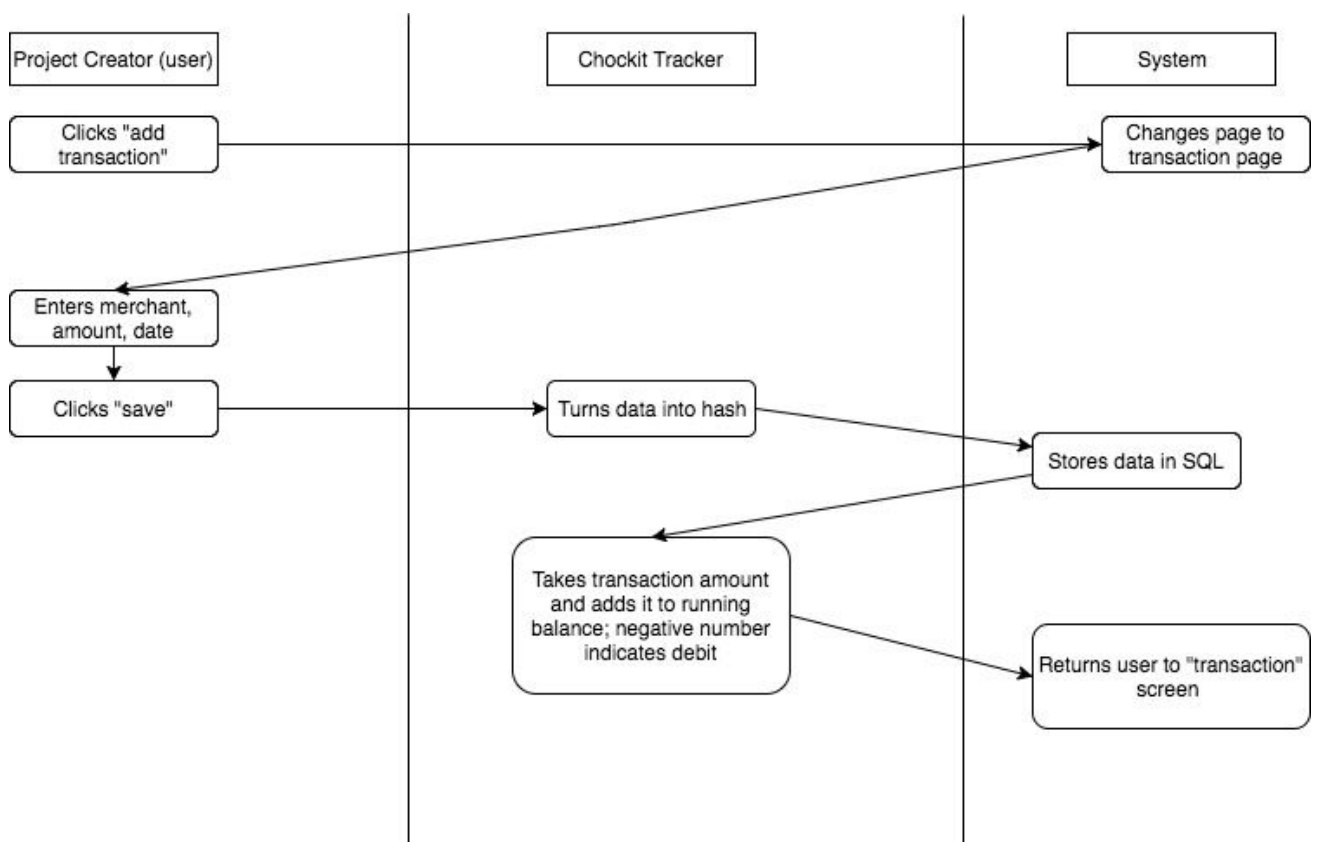 Project Creator (user)
Chockit Tracker
System
Clicks "add
transaction"
Changes page to
transaction page
Enters merchant,
amount, date
Clicks "save"
Turns data into hash
Stores data in SQL
Takes transaction amount
and adds it to running
balance; negative number
indicates debit
Returns user to "transaction"
screen